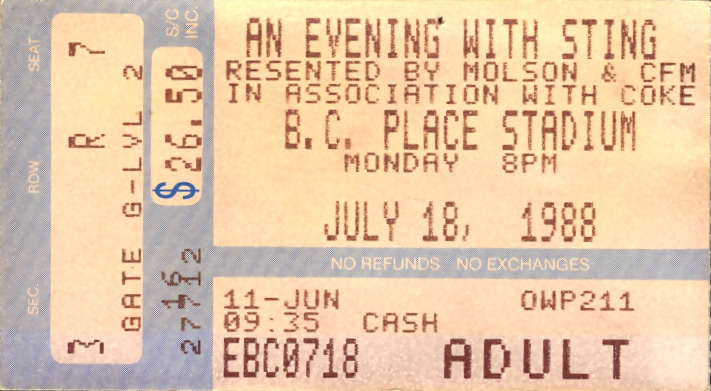 SEAT 7
ROW R
SEC. 3
GATE G-LVL 2
S/C INC.
$26.50
16
27712
AN EVENING WITH STING
RESENTED BY MOLSON & CFM
IN ASSOCIATION WITH COKE
B.C. PLACE STADIUM
MONDAY 8PM
JULY 18, 1988
NO REFUNDS NO EXCHANGES
11-JUN OWP211
09:35 CASH
EBC0718 ADULT